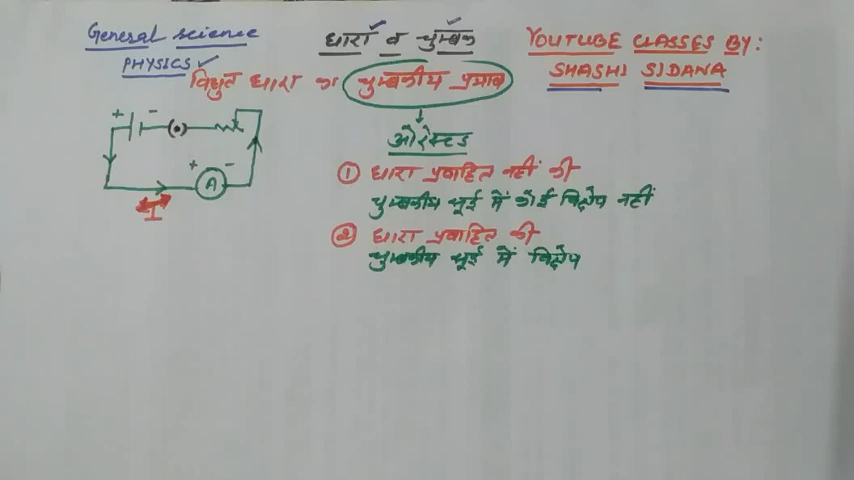 General science
PHYSICS
धारा व चुम्बक
YOUTUBE CLASSES BY:
SHASHI SIDANA
विद्युत धारा का चुम्बकीय प्रभाव
ओरेस्टड
+ -
+ -
A
I
① धारा प्रवाहित नहीं की
चुम्बकीय सूई में कोई विक्षेप नहीं
② धारा प्रवाहित की
चुम्बकीय सूई में विक्षेप